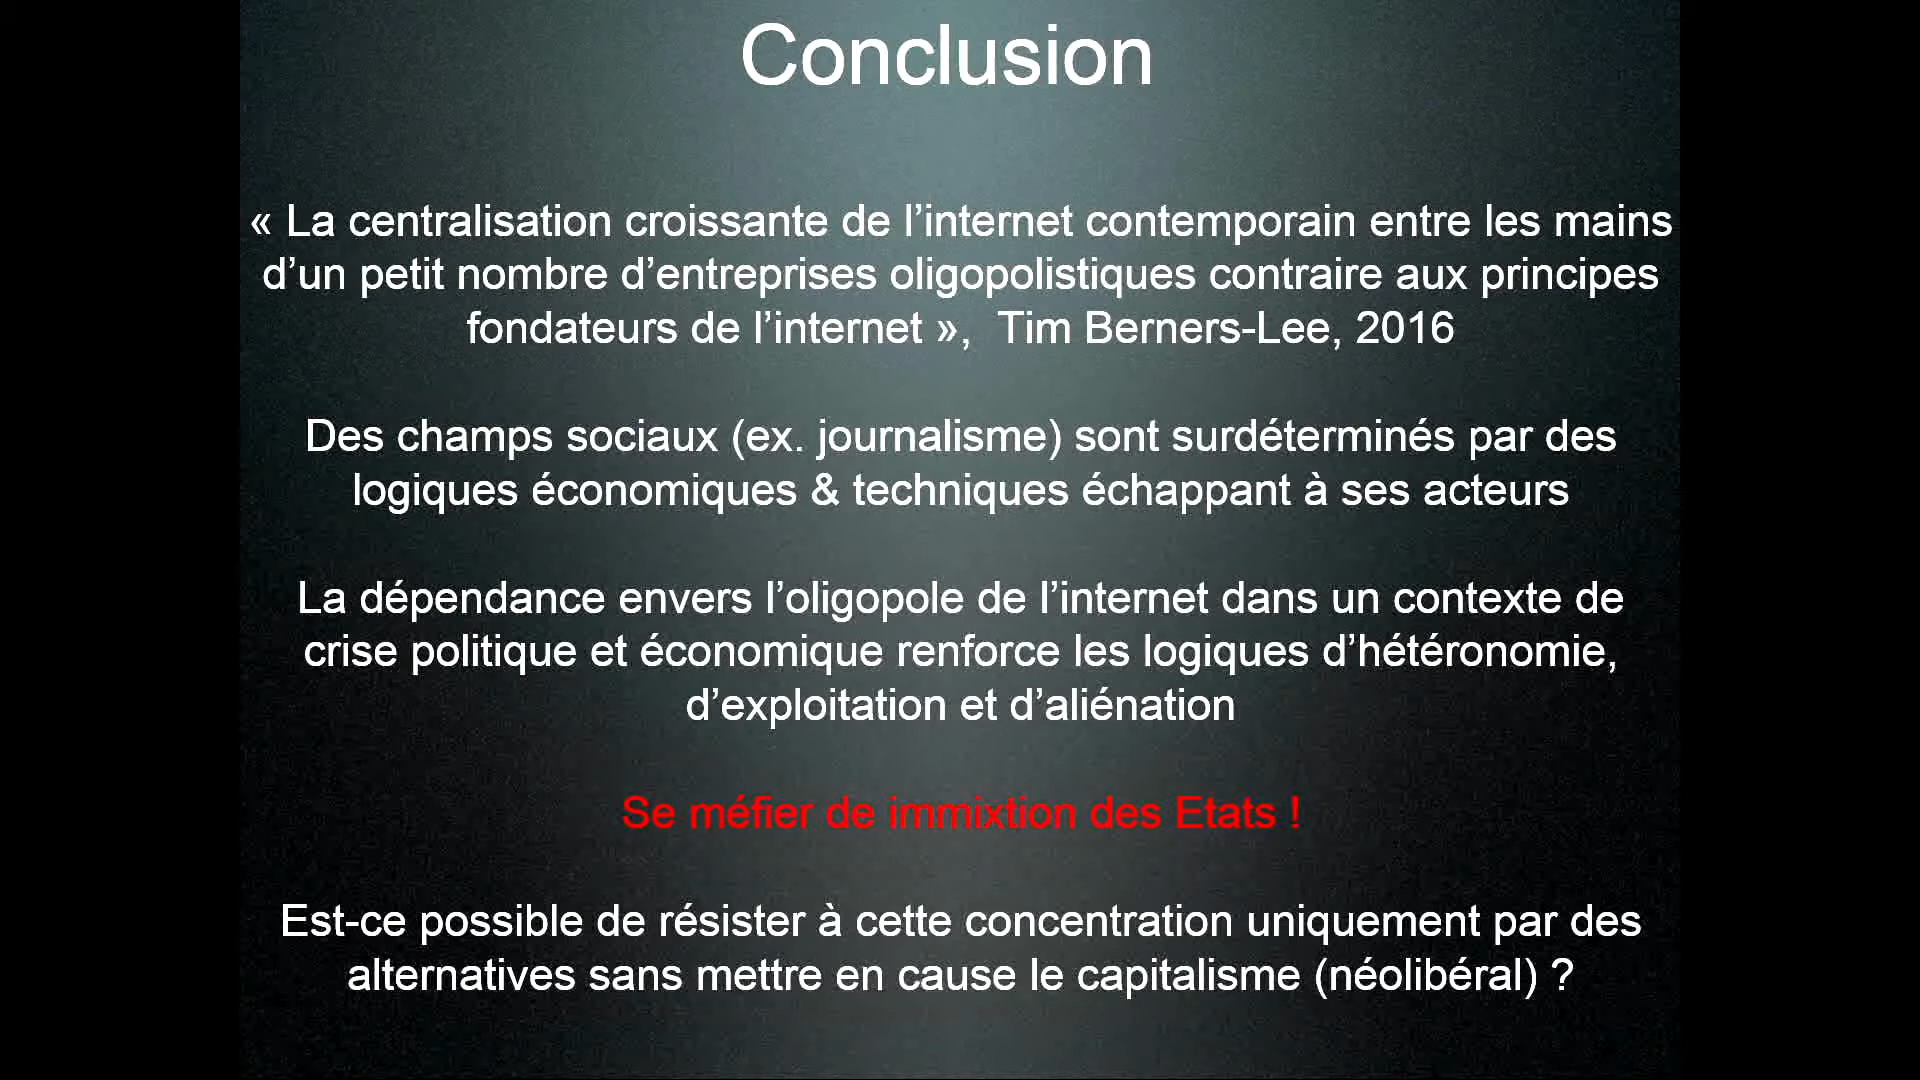 Conclusion
« La centralisation croissante de l’internet contemporain entre les mains
d’un petit nombre d’entreprises oligopolistiques contraire aux principes
fondateurs de l’internet »,  Tim Berners-Lee, 2016
Des champs sociaux (ex. journalisme) sont surdéterminés par des
logiques économiques & techniques échappant à ses acteurs
La dépendance envers l’oligopole de l’internet dans un contexte de
crise politique et économique renforce les logiques d’hétéronomie,
d’exploitation et d’aliénation
Se méfier de immixtion des Etats !
Est-ce possible de résister à cette concentration uniquement par des
alternatives sans mettre en cause le capitalisme (néolibéral) ?